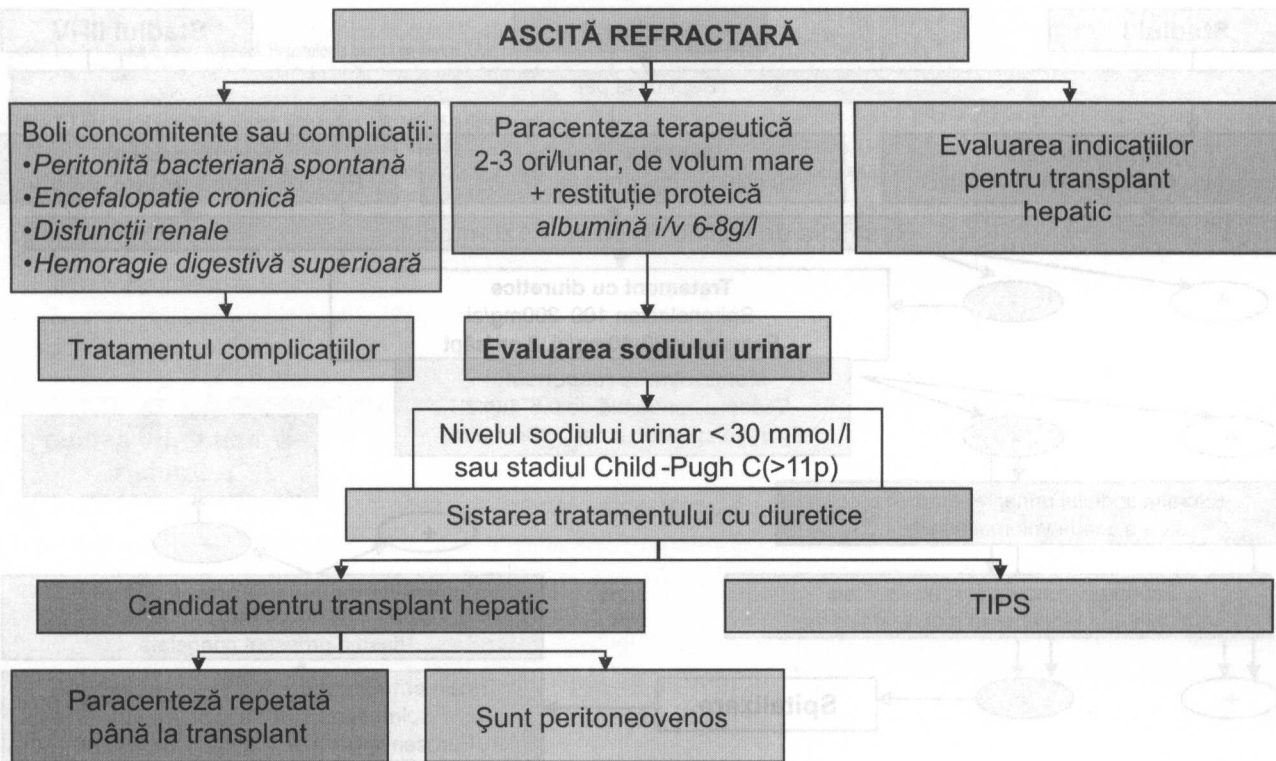 ASCITĂ REFRACTARĂ
Boli concomitente sau complicații:
•Peritonită bacteriană spontană
•Encefalopatie cronică
•Disfuncții renale
•Hemoragie digestivă superioară
Paracenteza terapeutică
2-3 ori/lunar, de volum mare
+ restituție proteică
albumină i/v 6-8g/l
Evaluarea indicațiilor
pentru transplant
hepatic
Tratamentul complicațiilor
Evaluarea sodiului urinar
Nivelul sodiului urinar < 30 mmol/l
sau stadiul Child-Pugh C(>11p)
Sistarea tratamentului cu diuretice
Candidat pentru transplant hepatic
TIPS
Paracenteză repetată
până la transplant
Șunt peritoneovenos